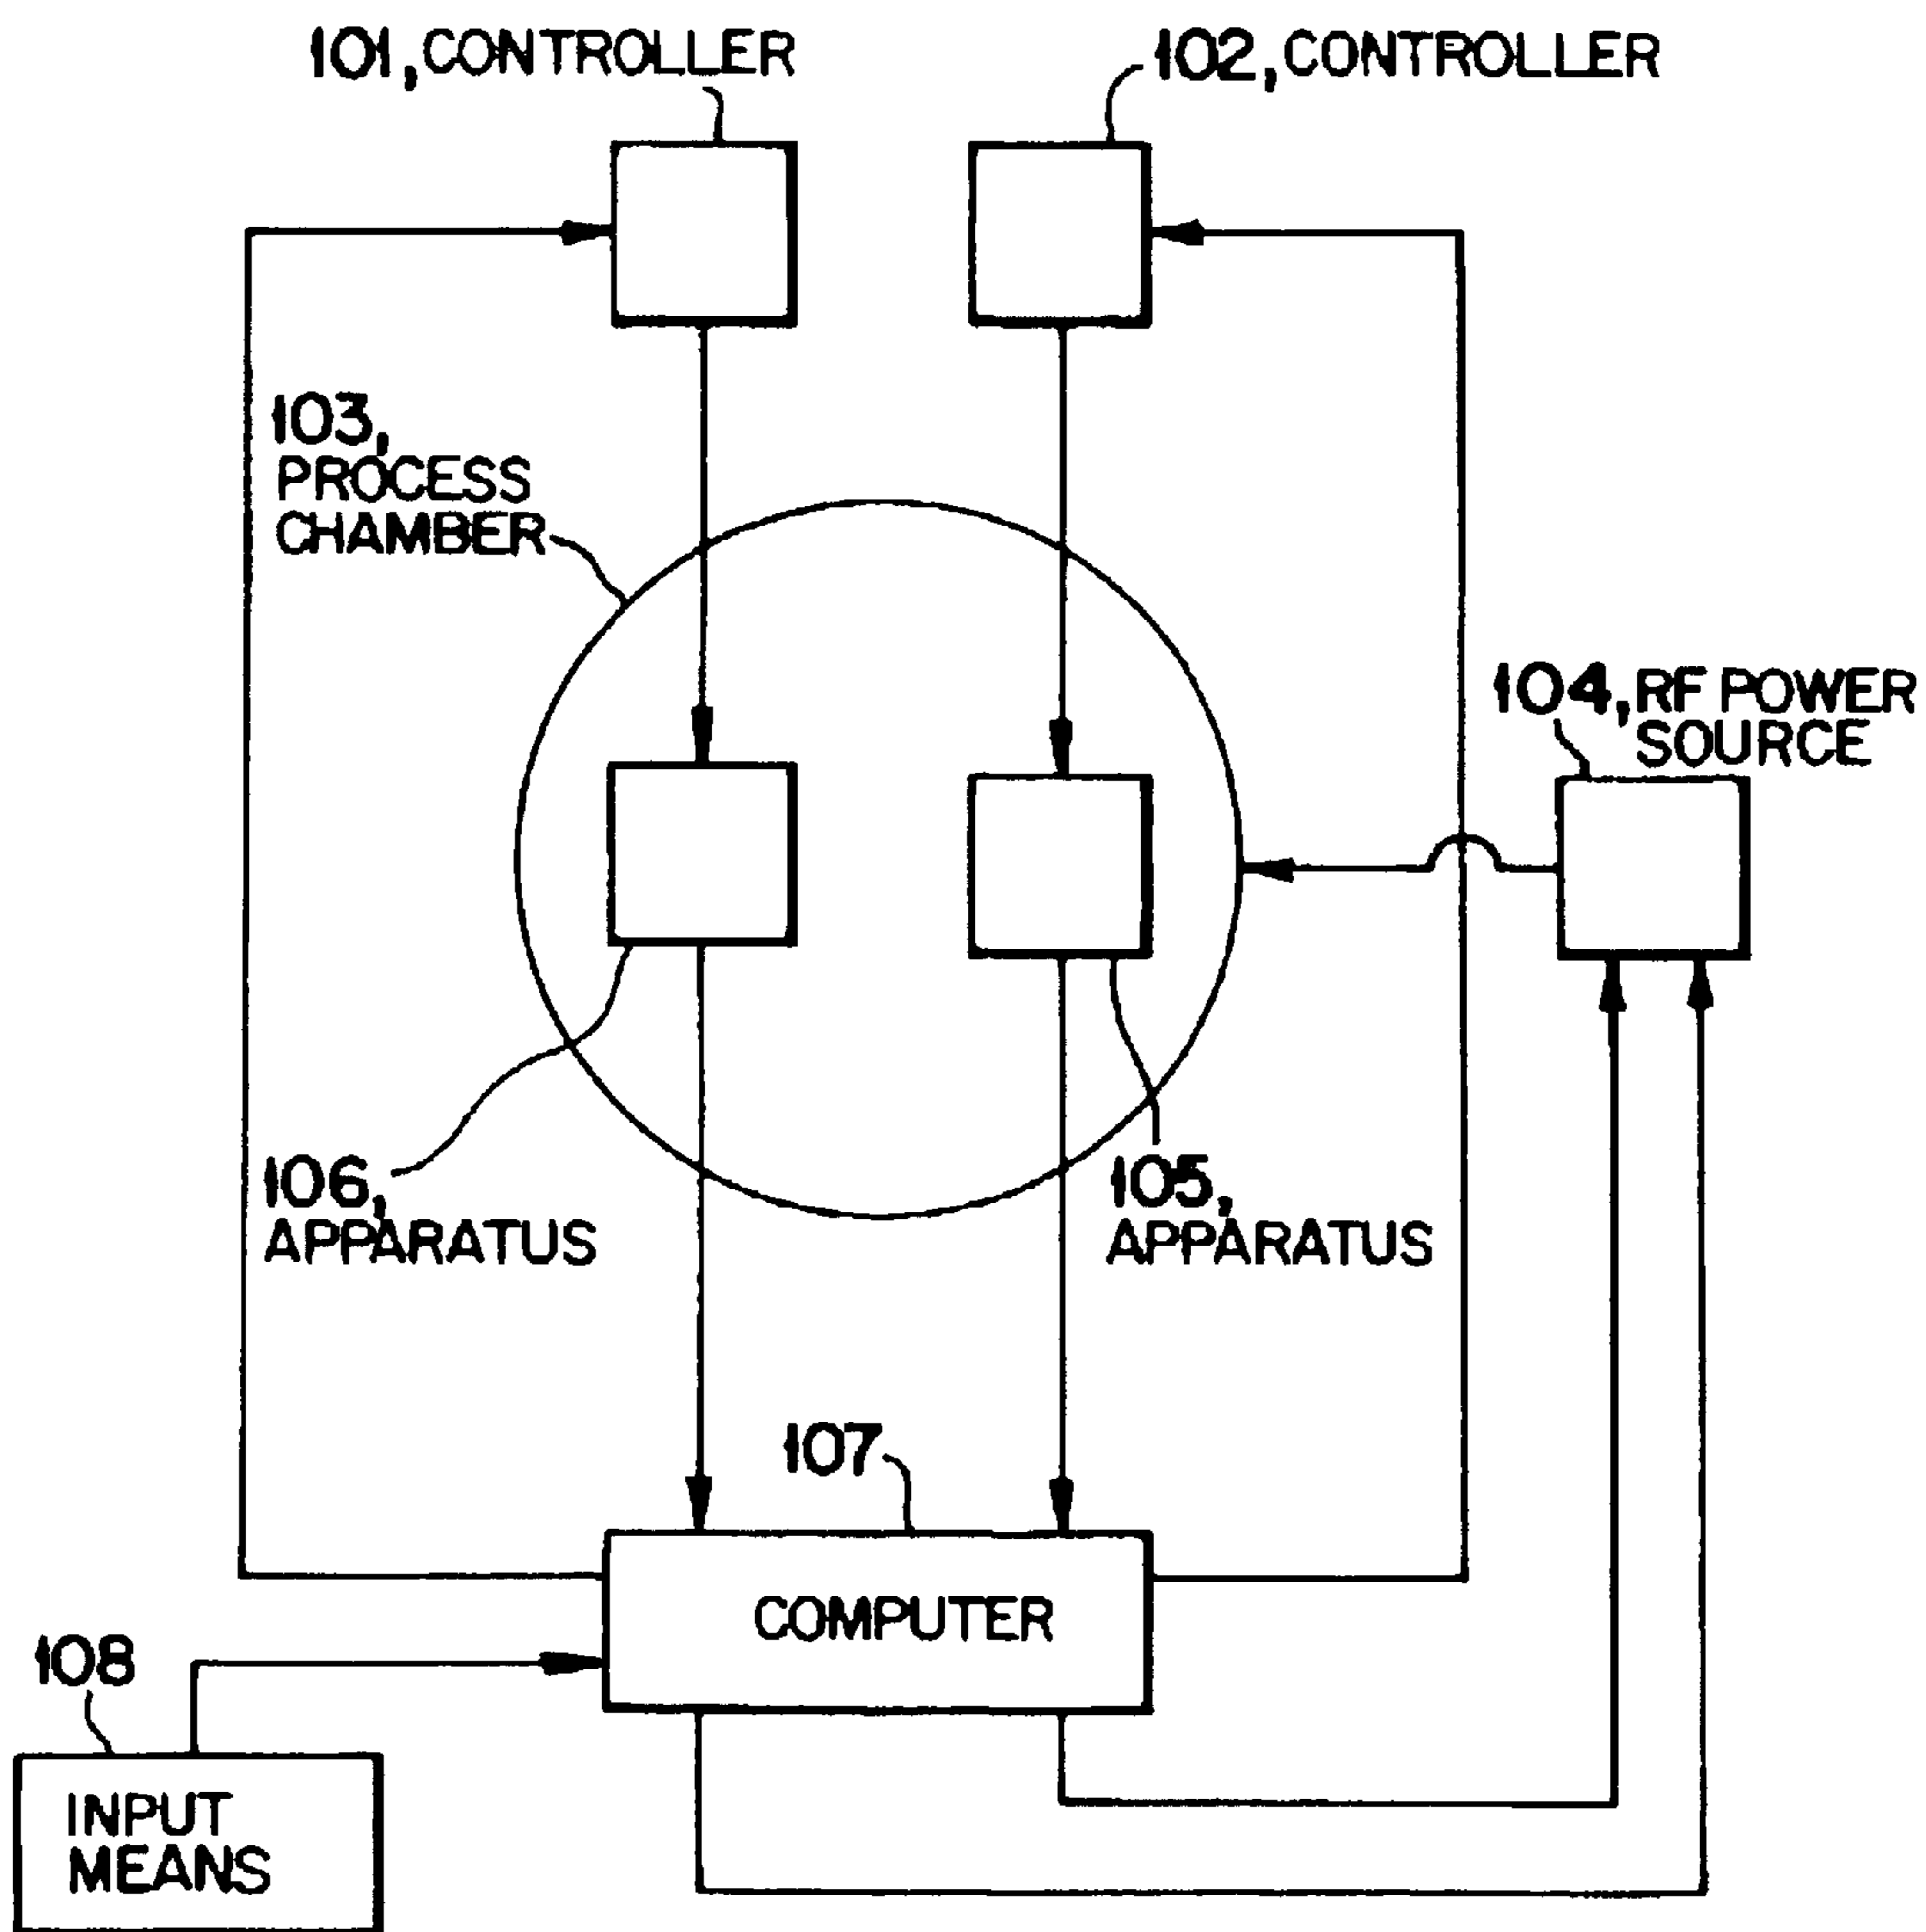 101,CONTROLLER
102,CONTROLLER
103,
PROCESS
CHAMBER
104,RF POWER
SOURCE
106,
APPARATUS
105,
APPARATUS
107
COMPUTER
108
INPUT
MEANS